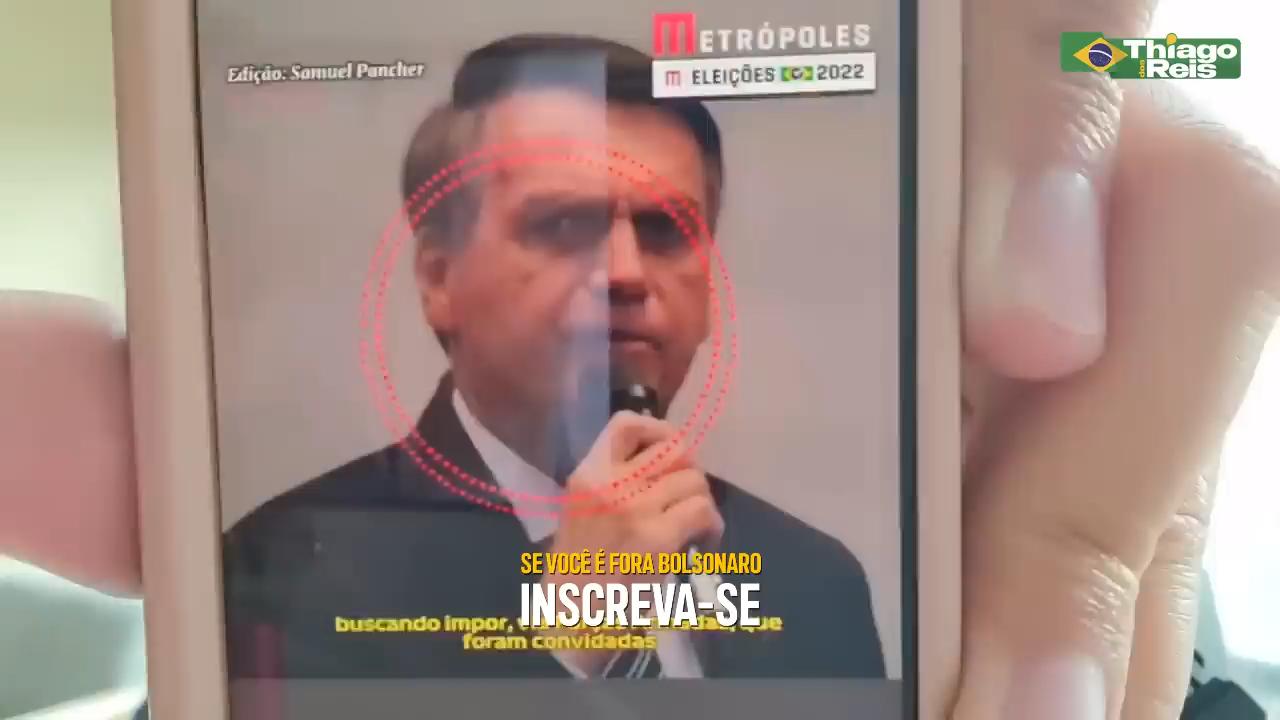 Edição: Samuel Pancher
METRÓPOLES
M ELEIÇÕES 2022
Thiago
dos Reis
SE VOCÊ É FORA BOLSONARO
INSCREVA-SE
buscando impor, que
foram convidadas